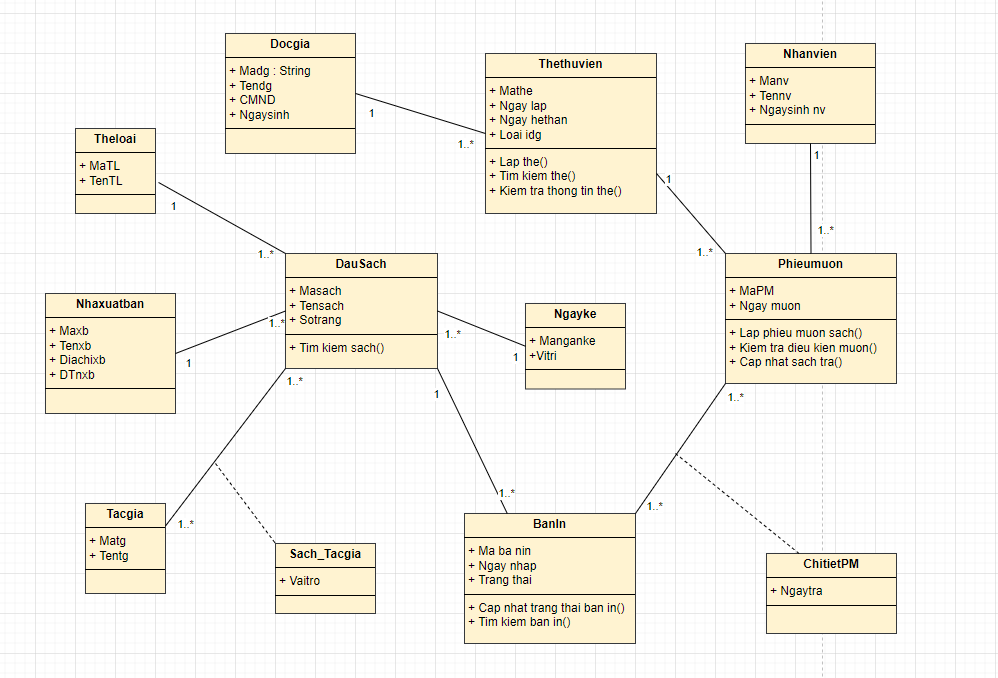 Docgia
+ Madg : String
+ Tendg
+ CMND
+ Ngaysinh
1
1..*
Thethuvien
+ Mathe
+ Ngay lap
+ Ngay hethan
+ Loai idg
+ Lap the()
+ Tim kiem the()
+ Kiem tra thong tin the()
1
1..*
Nhanvien
+ Manv
+ Tennv
+ Ngaysinh nv
1
1..*
Theloai
+ MaTL
+ TenTL
1
1..*
DauSach
+ Masach
+ Tensach
+ Sotrang
+ Tim kiem sach()
Phieumuon
+ MaPM
+ Ngay muon
+ Lap phieu muon sach()
+ Kiem tra dieu kien muon()
+ Cap nhat sach tra()
Nhaxuatban
+ Maxb
+ Tenxb
+ Diachixb
+ DTnxb
1..*
1
Ngayke
+ Manganke
+Vitri
1..*
1
1..*
1
1..*
Tacgia
+ Matg
+ Tentg
1..*
Sach_Tacgia
+ Vaitro
1..*
1..*
BanIn
+ Ma ba nin
+ Ngay nhap
+ Trang thai
+ Cap nhat trang thai ban in()
+ Tim kiem ban in()
ChitietPM
+ Ngaytra